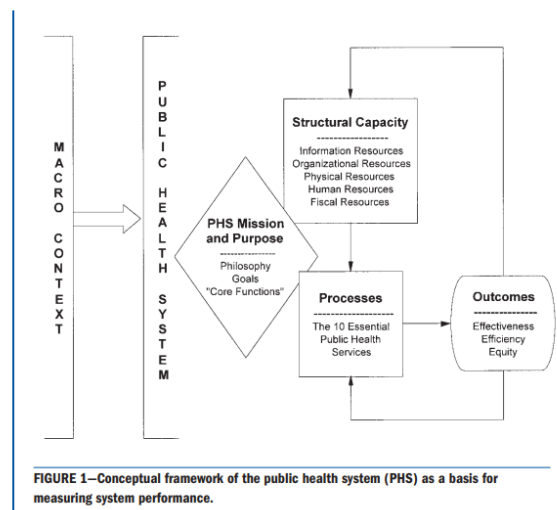 MACRO CONTEXT
PUBLIC HEALTH SYSTEM
PHS Mission
and Purpose
Philosophy
Goals
"Core Functions"
Structural Capacity
Information Resources
Organizational Resources
Physical Resources
Human Resources
Fiscal Resources
Processes
The 10 Essential
Public Health
Services
Outcomes
Effectiveness
Efficiency
Equity
FIGURE 1—Conceptual framework of the public health system (PHS) as a basis for
measuring system performance.